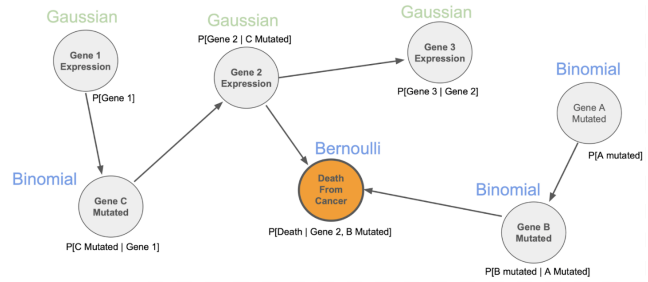 Gaussian
Gene 1
Expression
P[Gene 1]
Gaussian
P[Gene 2 | C Mutated]
Gene 2
Expression
Gaussian
Gene 3
Expression
P[Gene 3 | Gene 2]
Binomial
Gene A
Mutated
P[A mutated]
Binomial
Gene C
Mutated
P[C Mutated | Gene 1]
Bernoulli
Death
From
Cancer
P[Death | Gene 2, B Mutated]
Binomial
Gene B
Mutated
P[B mutated | A Mutated]